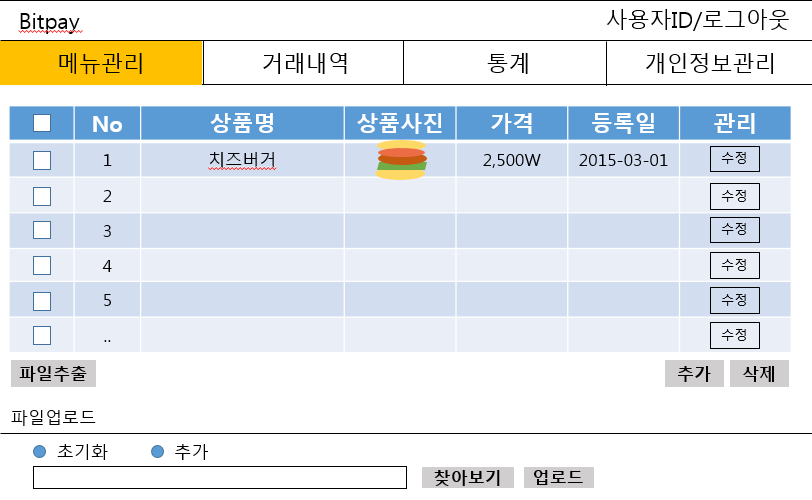 Bitpay 사용자ID/로그아웃
메뉴관리 거래내역 통계 개인정보관리
No 상품명 상품사진 가격 등록일 관리
1 치즈버거 2,500W 2015-03-01 수정
2 수정
3 수정
4 수정
5 수정
.. 수정
파일추출 추가 삭제
파일업로드
초기화 추가
찾아보기 업로드